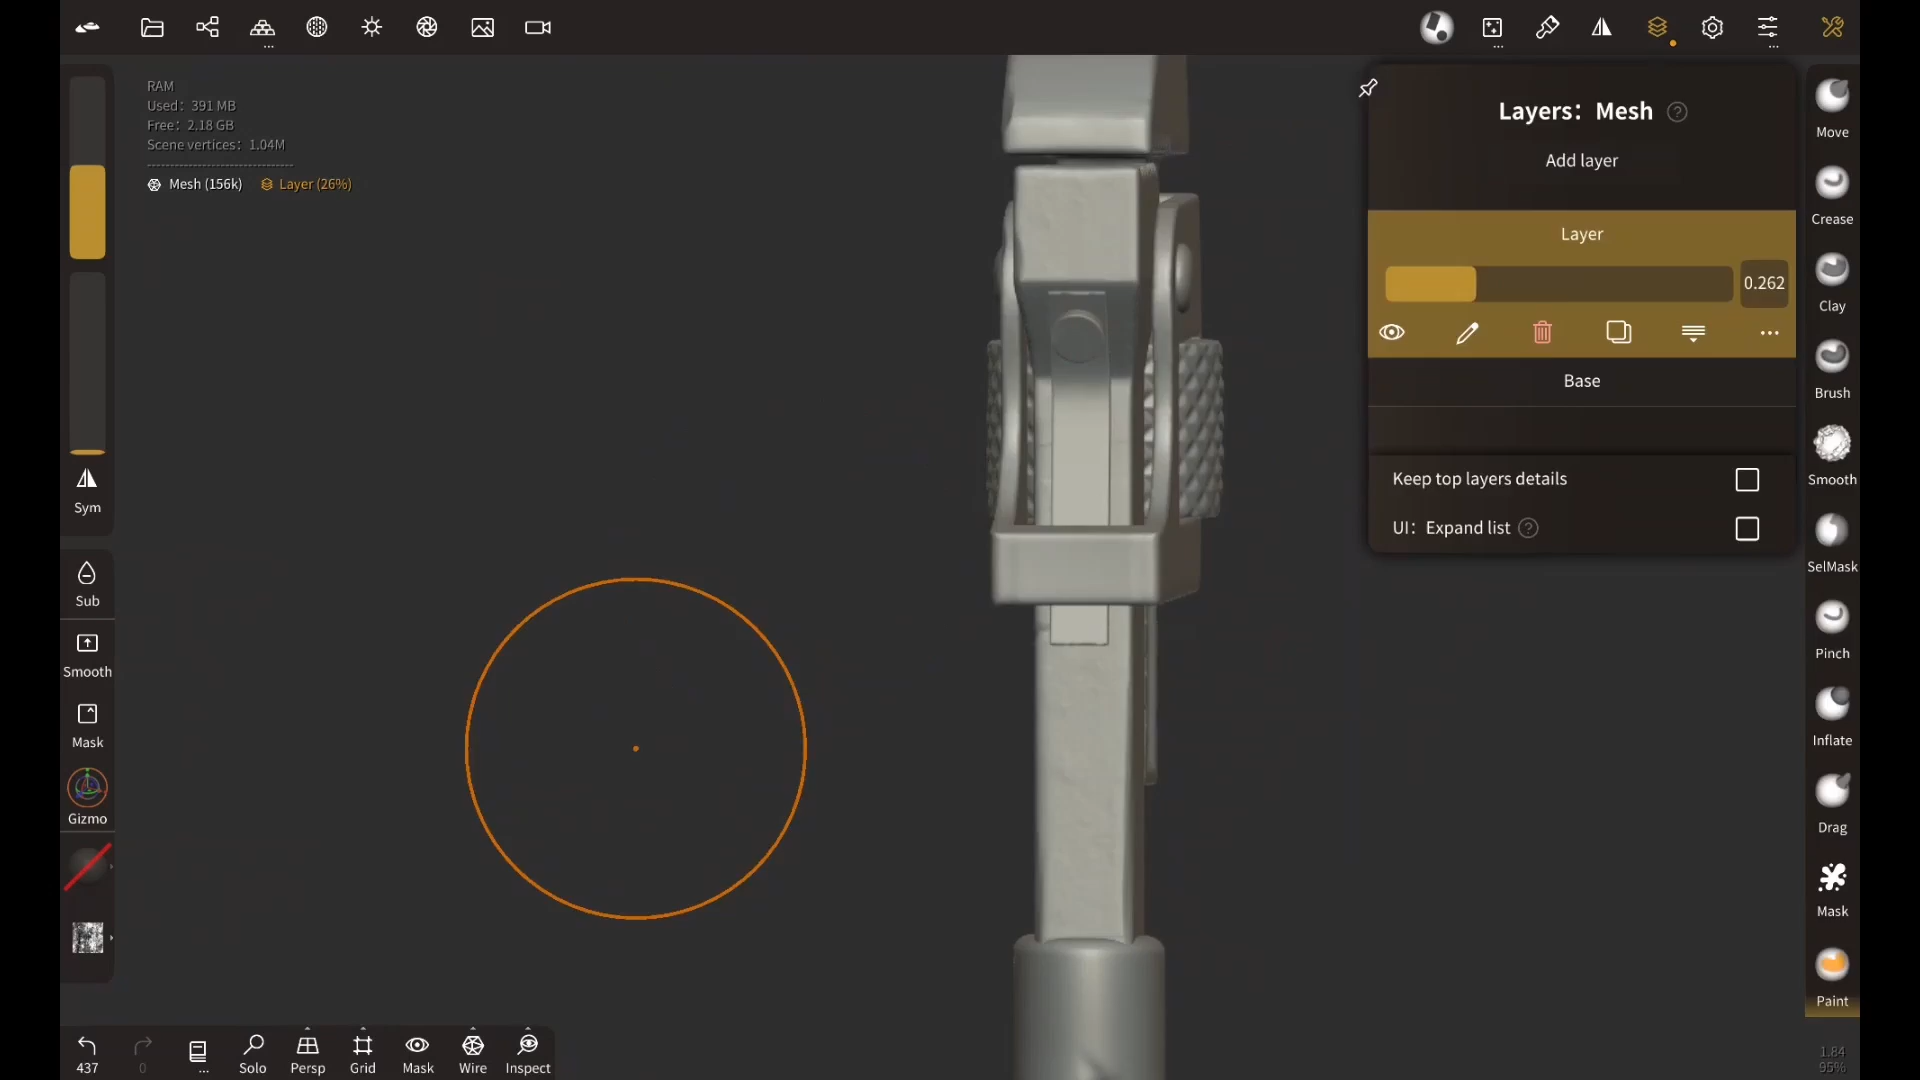 RAM
Used: 391 MB
Free: 2.18 GB
Scene vertices: 1.04M
--------------------------------
Mesh (156k) Layer (26%)
Sym
Sub
Smooth
Mask
Gizmo
437
0
...
Solo
Persp
Grid
Mask
Wire
Inspect
Layers: Mesh ?
Add layer
Layer
0.262
Base
Keep top layers details
UI: Expand list ?
Move
Crease
Clay
Brush
Smooth
SelMask
Pinch
Inflate
Drag
Mask
Paint
1.84
95%